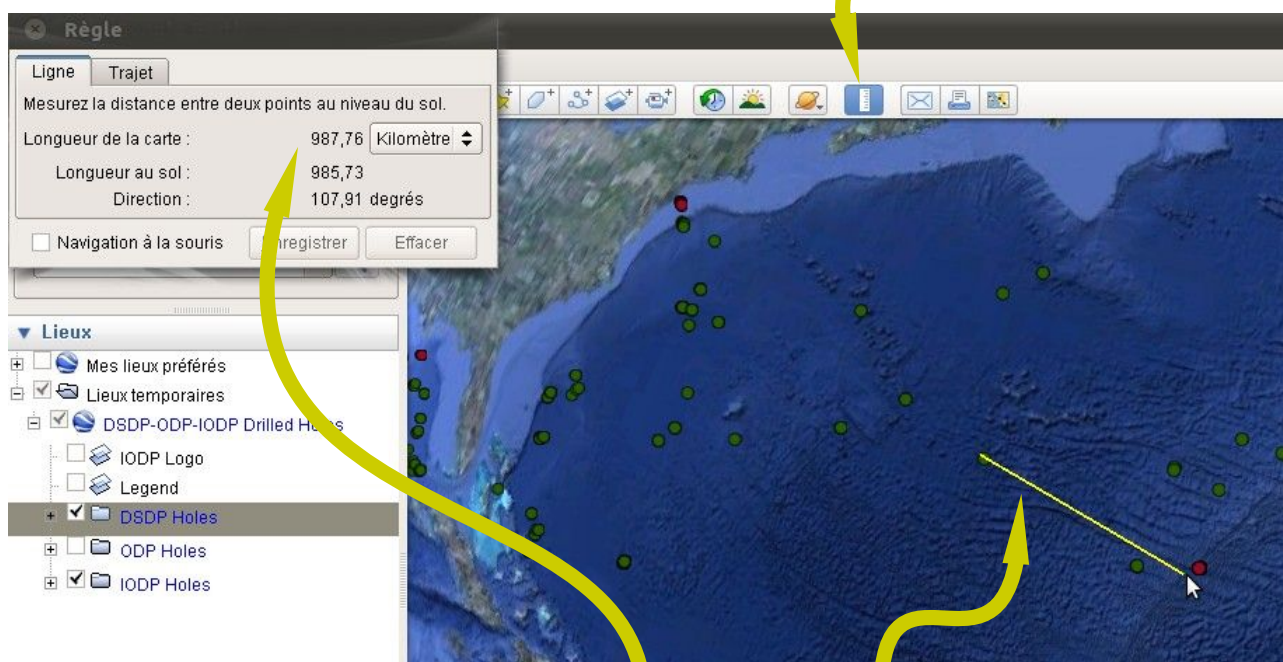 Règle
Ligne Trajet
Mesurez la distance entre deux points au niveau du sol.
Longueur de la carte : 987,76 Kilomètre
Longueur au sol : 985,73
Direction : 107,91 degrés
Navigation à la souris Enregistrer Effacer
Lieux
Mes lieux préférés
Lieux temporaires
DSDP-ODP-IODP Drilled Holes
IODP Logo
Legend
DSDP Holes
ODP Holes
IODP Holes